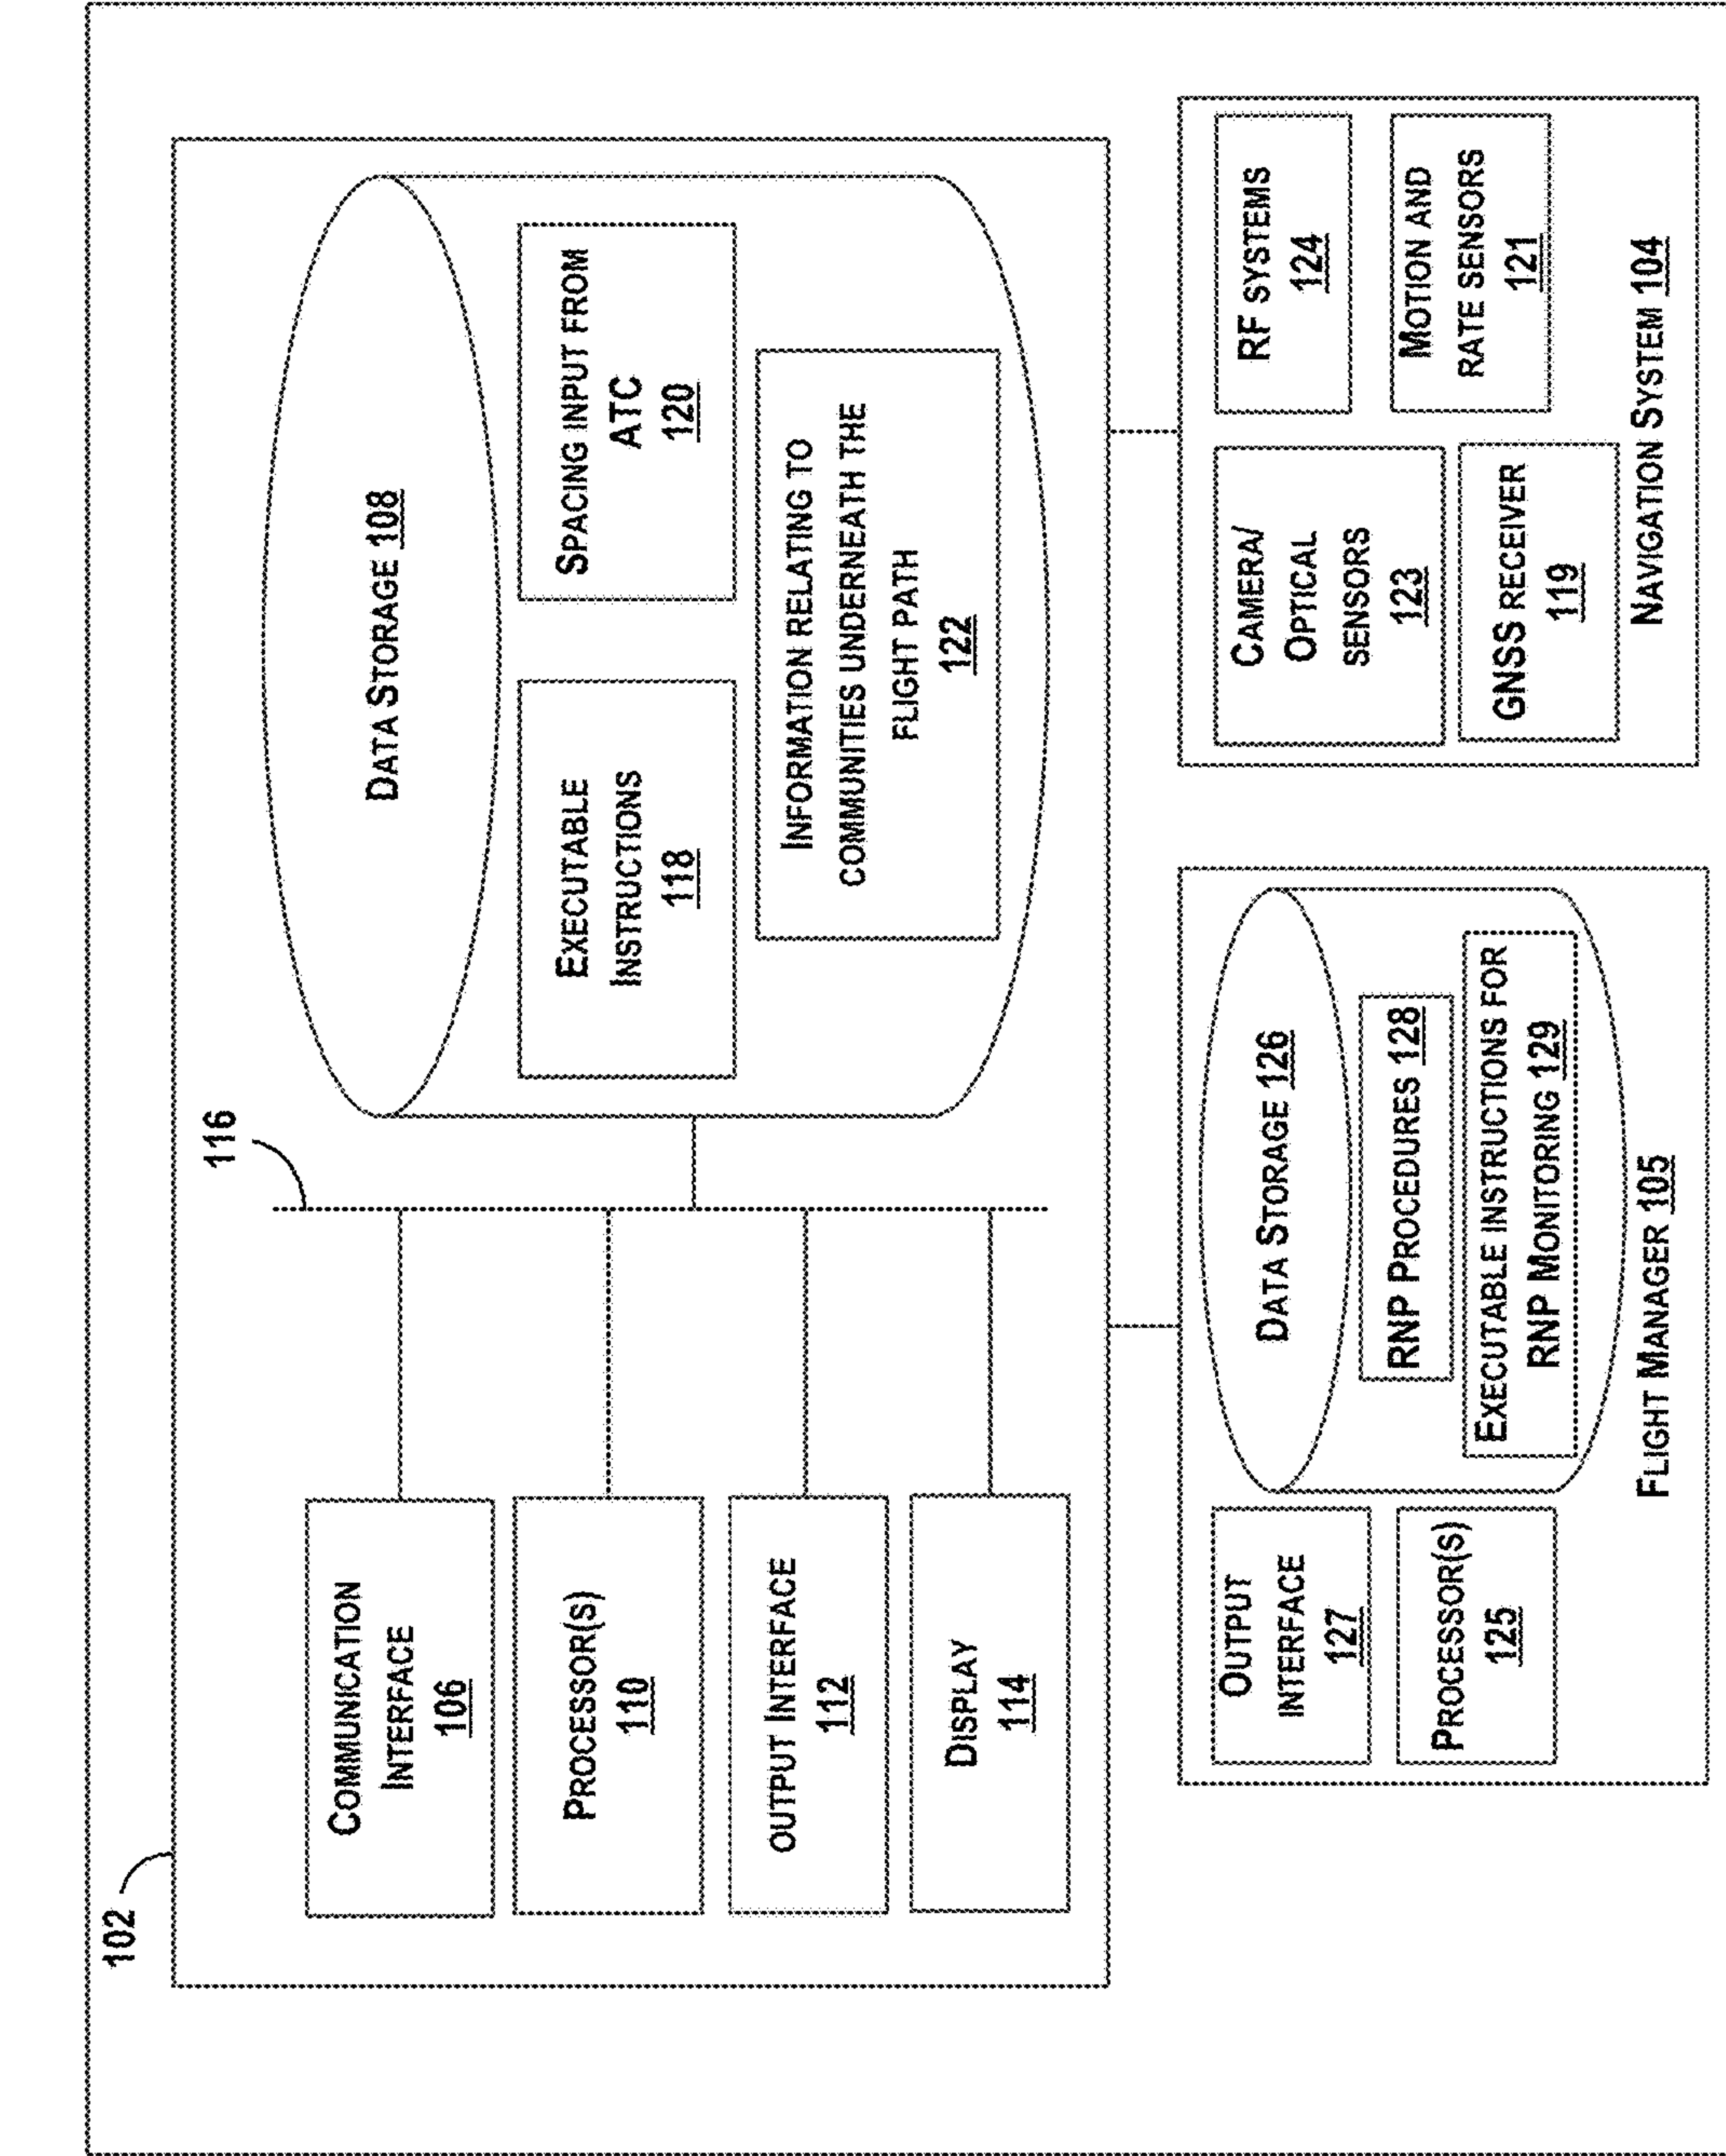 102
116
COMMUNICATION
INTERFACE
106
PROCESSOR(S)
110
OUTPUT INTERFACE
112
DISPLAY
114
DATA STORAGE 108
EXECUTABLE
INSTRUCTIONS
118
SPACING INPUT FROM
ATC
120
INFORMATION RELATING TO
COMMUNITIES UNDERNEATH THE
FLIGHT PATH
122
OUTPUT
INTERFACE
127
PROCESSOR(S)
125
DATA STORAGE 126
RNP PROCEDURES 128
EXECUTABLE INSTRUCTIONS FOR
RNP MONITORING 129
FLIGHT MANAGER 105
CAMERA/
OPTICAL
SENSORS
123
RF SYSTEMS
124
GNSS RECEIVER
119
MOTION AND
RATE SENSORS
121
NAVIGATION SYSTEM 104